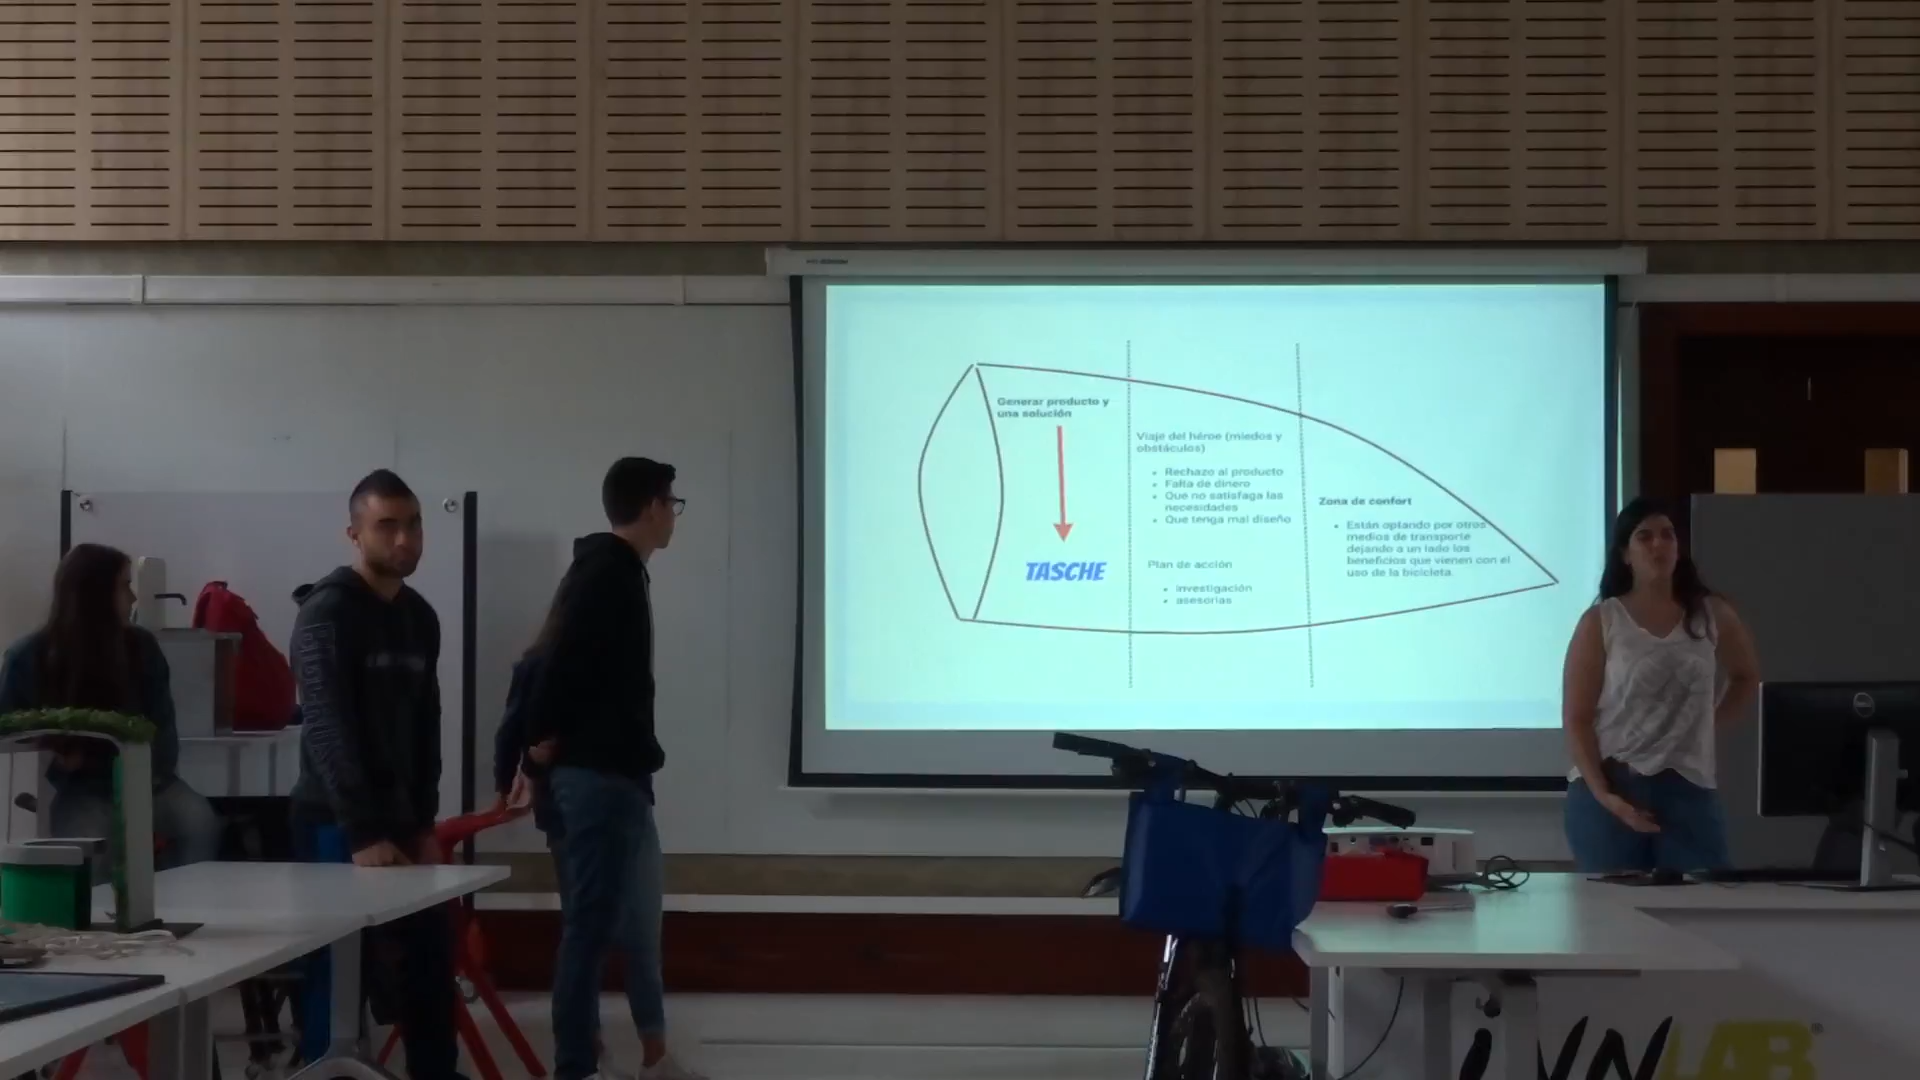 Generar producto y
una solución
TASCHE
Viaje del héroe (miedos y
obstáculos)
Rechazo al producto
Falta de dinero
Que no satisfaga las
necesidades
Que tenga mal diseño
Plan de acción
investigación
asesorías
Zona de confort
Están optando por otros
medios de transporte
dejando a un lado los
beneficios que vienen con el
uso de la bicicleta.
DELL
LAB